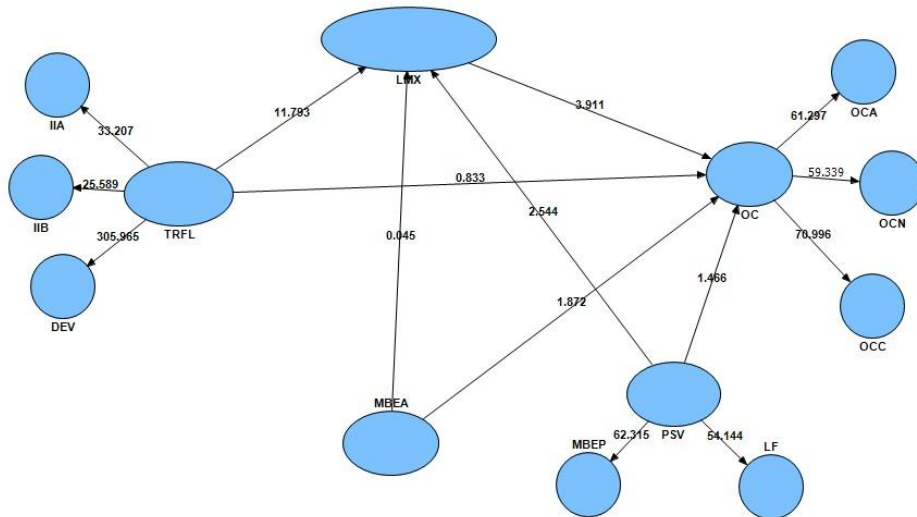 LMX
IIA
33.207
11.793
3.911
61.297
OCA
IIB
25.589
TRFL
0.833
OC
59.339
OCN
305.965
DEV
0.045
2.544
70.996
1.466
1.872
OCC
MBEA
PSV
MBEP
62.315
54.144
LF